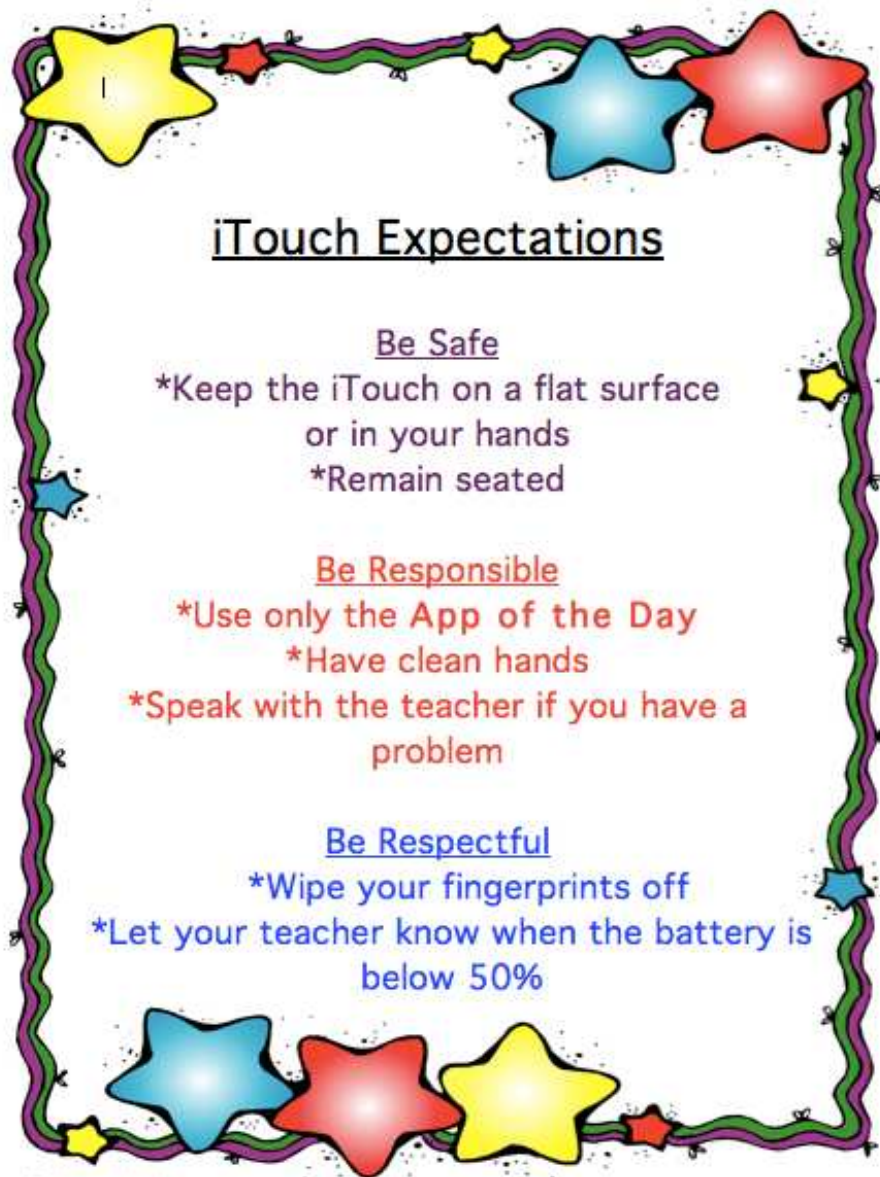 iTouch Expectations
Be Safe
*Keep the iTouch on a flat surface
or in your hands
*Remain seated
Be Responsible
*Use only the App of the Day
*Have clean hands
*Speak with the teacher if you have a
problem
Be Respectful
*Wipe your fingerprints off
*Let your teacher know when the battery is
below 50%